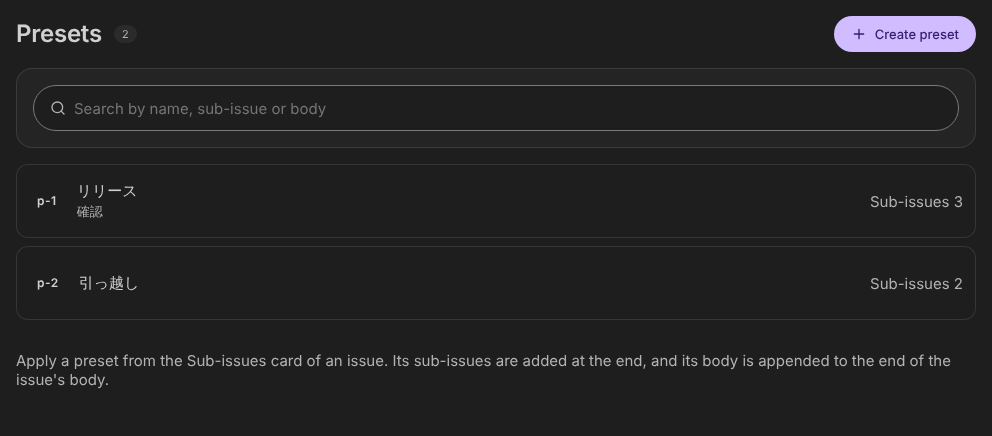 Presets 2
Create preset
Search by name, sub-issue or body
p-1 リリース Sub-issues 3
確認
p-2 引っ越し Sub-issues 2
Apply a preset from the Sub-issues card of an issue. Its sub-issues are added at the end, and its body is appended to the end of the
issue's body.